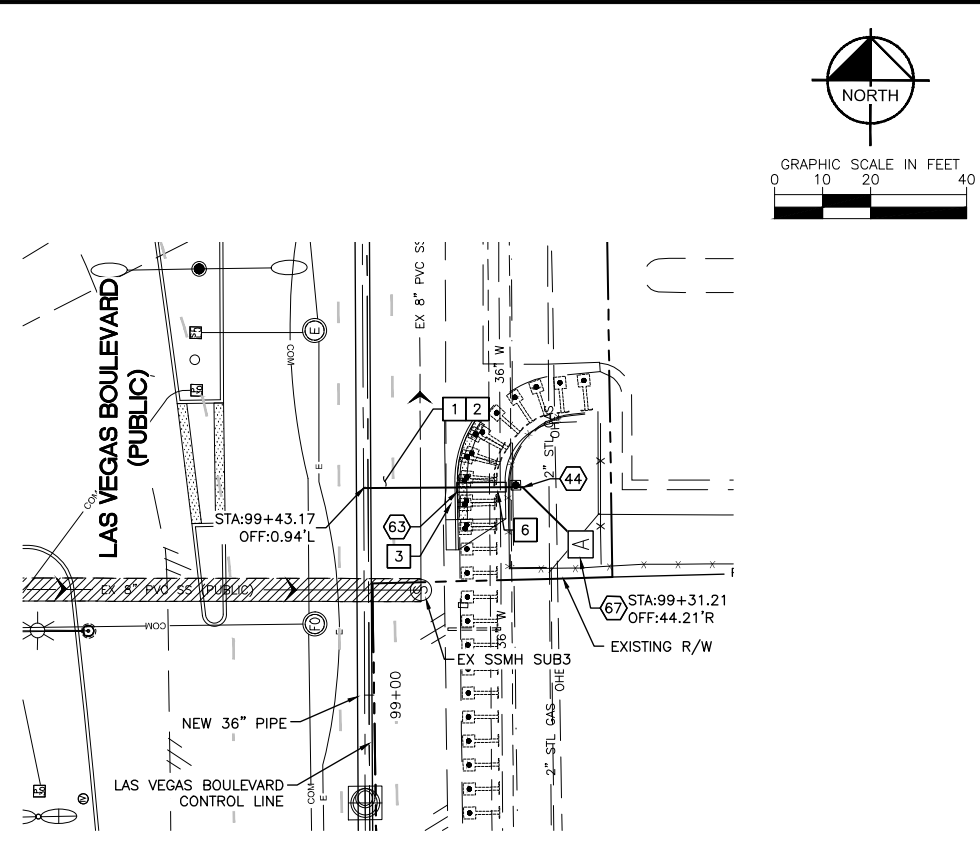 NORTH
GRAPHIC SCALE IN FEET
0 10 20 40
LAS VEGAS BOULEVARD
(PUBLIC)
E
COM
E
EX 8" PVC SS
36" W
1 2
2" STL GAS
OHE
44
COM
STA:99+43.17
OFF:0.94'L
63
3
6
A
EX 8" PVC SS (PUBLIC)
S
67
STA:99+31.21
OFF:44.21'R
EXISTING R/W
COM
FO
E
36" W
EX SSMH SUB3
OHE
99+00
NEW 36" PIPE
2" STL GAS
LAS VEGAS BOULEVARD
CONTROL LINE
COM
E